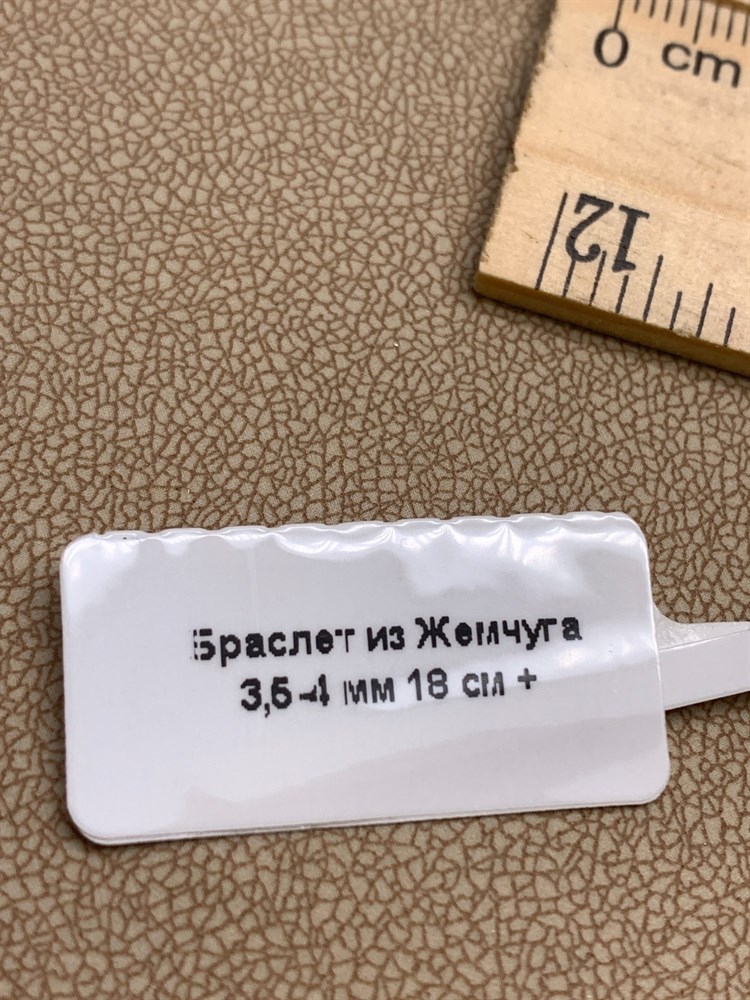 0 cm
12
Браслет из Жемчуга
3,5-4 мм 18 см +